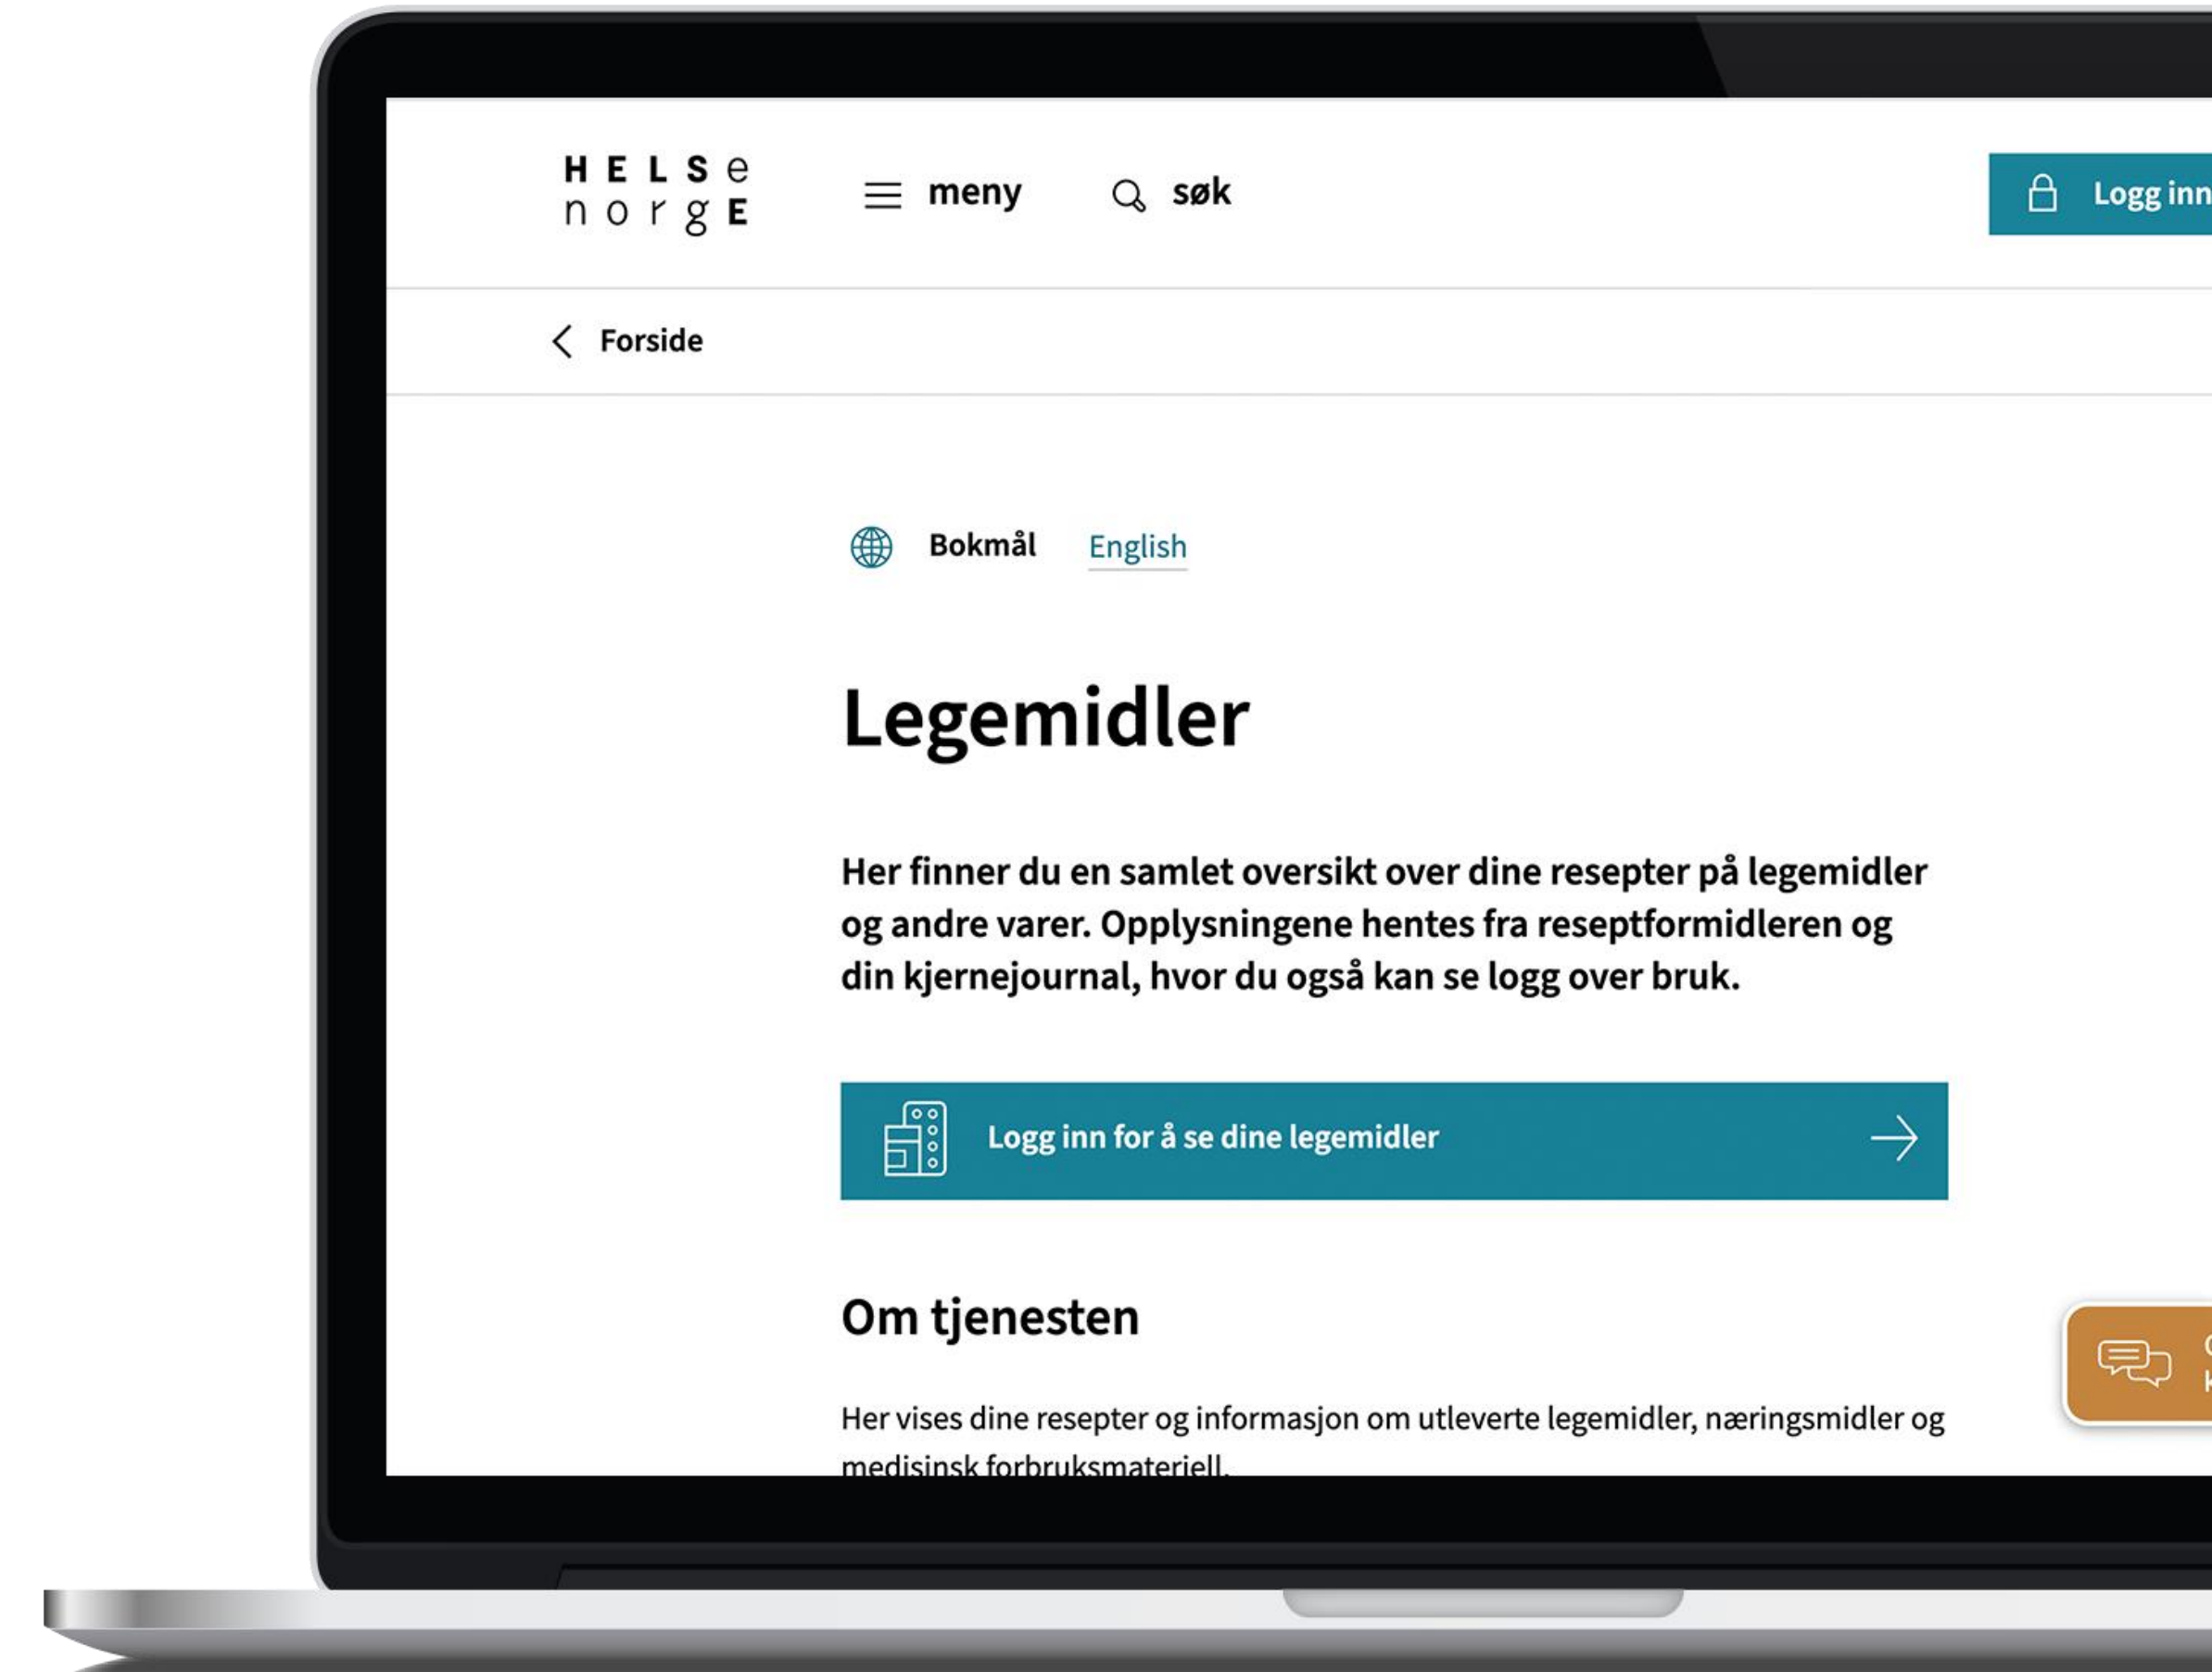 HELSe
norgE
meny
søk
Logg inn
Forside
Bokmål English
Legemidler
Her finner du en samlet oversikt over dine resepter på legemidler
og andre varer. Opplysningene hentes fra reseptformidleren og
din kjernejournal, hvor du også kan se logg over bruk.
Logg inn for å se dine legemidler
Om tjenesten
Her vises dine resepter og informasjon om utleverte legemidler, næringsmidler og
medisinsk forbruksmateriell.